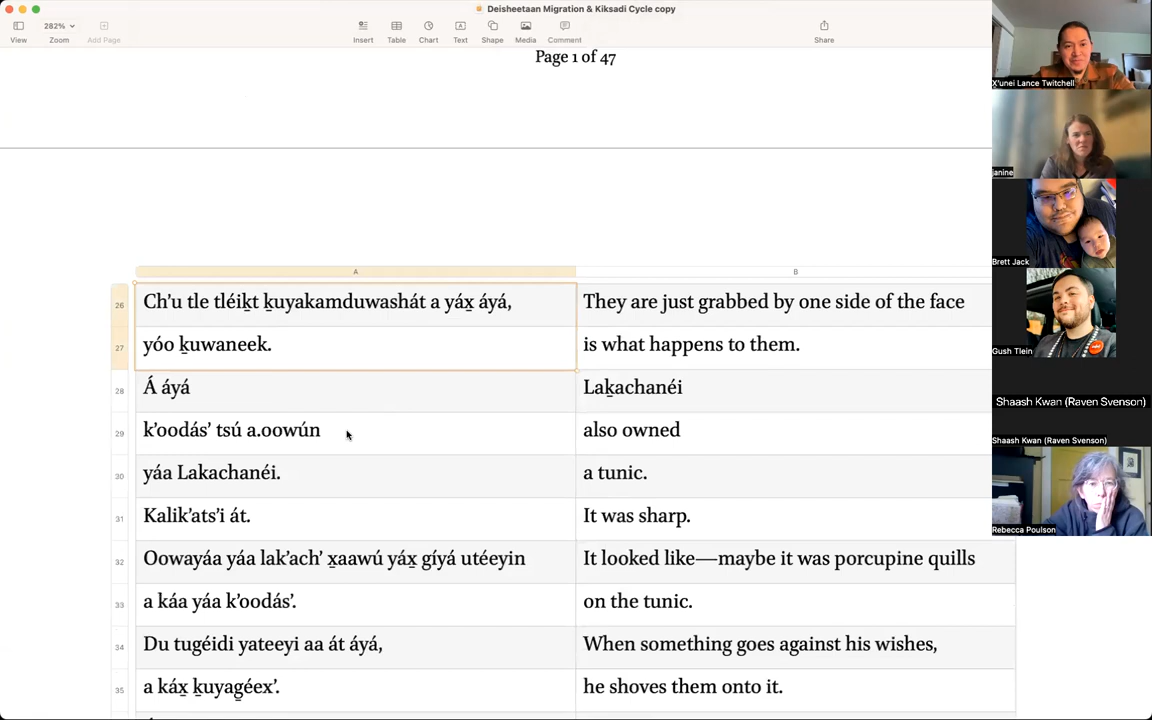 Deisheetaan Migration & Kiksadi Cycle copy
282%
View
Zoom
Add Page
Insert
Table
Chart
Text
Shape
Media
Comment
Share
Page 1 of 47
A
B
26 Ch'u tle tléiḵt ḵuyakamduwashát a yáx̱ áyá, They are just grabbed by one side of the face
27 yóo ḵuwaneek. is what happens to them.
28 Á áyá Laḵachanéi
29 k'oodás' tsú a.oowún also owned
30 yáa Lakachanéi. a tunic.
31 Kalik'ats'i át. It was sharp.
32 Oowayáa yáa lak'ach' x̱aawú yáx̱ gíyá utéeyin It looked like—maybe it was porcupine quills
33 a káa yáa k'oodás'. on the tunic.
34 Du tugéidi yateeyi aa át áyá, When something goes against his wishes,
35 a káx̱ ḵuyag̱éex'. he shoves them onto it.
X̱'unei Lance Twitchell
janine
Brett Jack
Gush Tlein
Shaash Kwan (Raven Svenson)
Shaash Kwan (Raven Svenson)
Rebecca Poulson